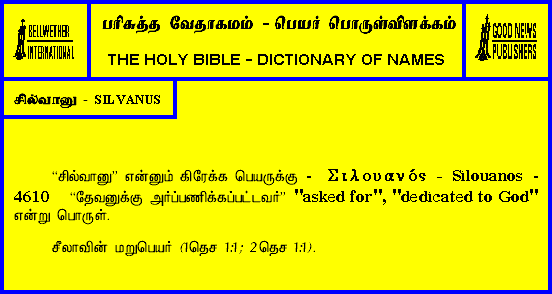 BELLWETHER
INTERNATIONAL
பரிசுத்த வேதாகமம் - பெயர் பொருள்விளக்கம்
THE HOLY BIBLE - DICTIONARY OF NAMES
GOOD NEWS
PUBLISHERS
சில்வானு - SILVANUS
“சில்வானு” என்னும் கிரேக்க பெயருக்கு - Σιλουανός - Silouanos -
4610 “தேவனுக்கு அர்ப்பணிக்கப்பட்டவர்” "asked for", "dedicated to God"
என்று பொருள்.
சீலாவின் மறுபெயர் (1தெச 1:1; 2தெச 1:1).